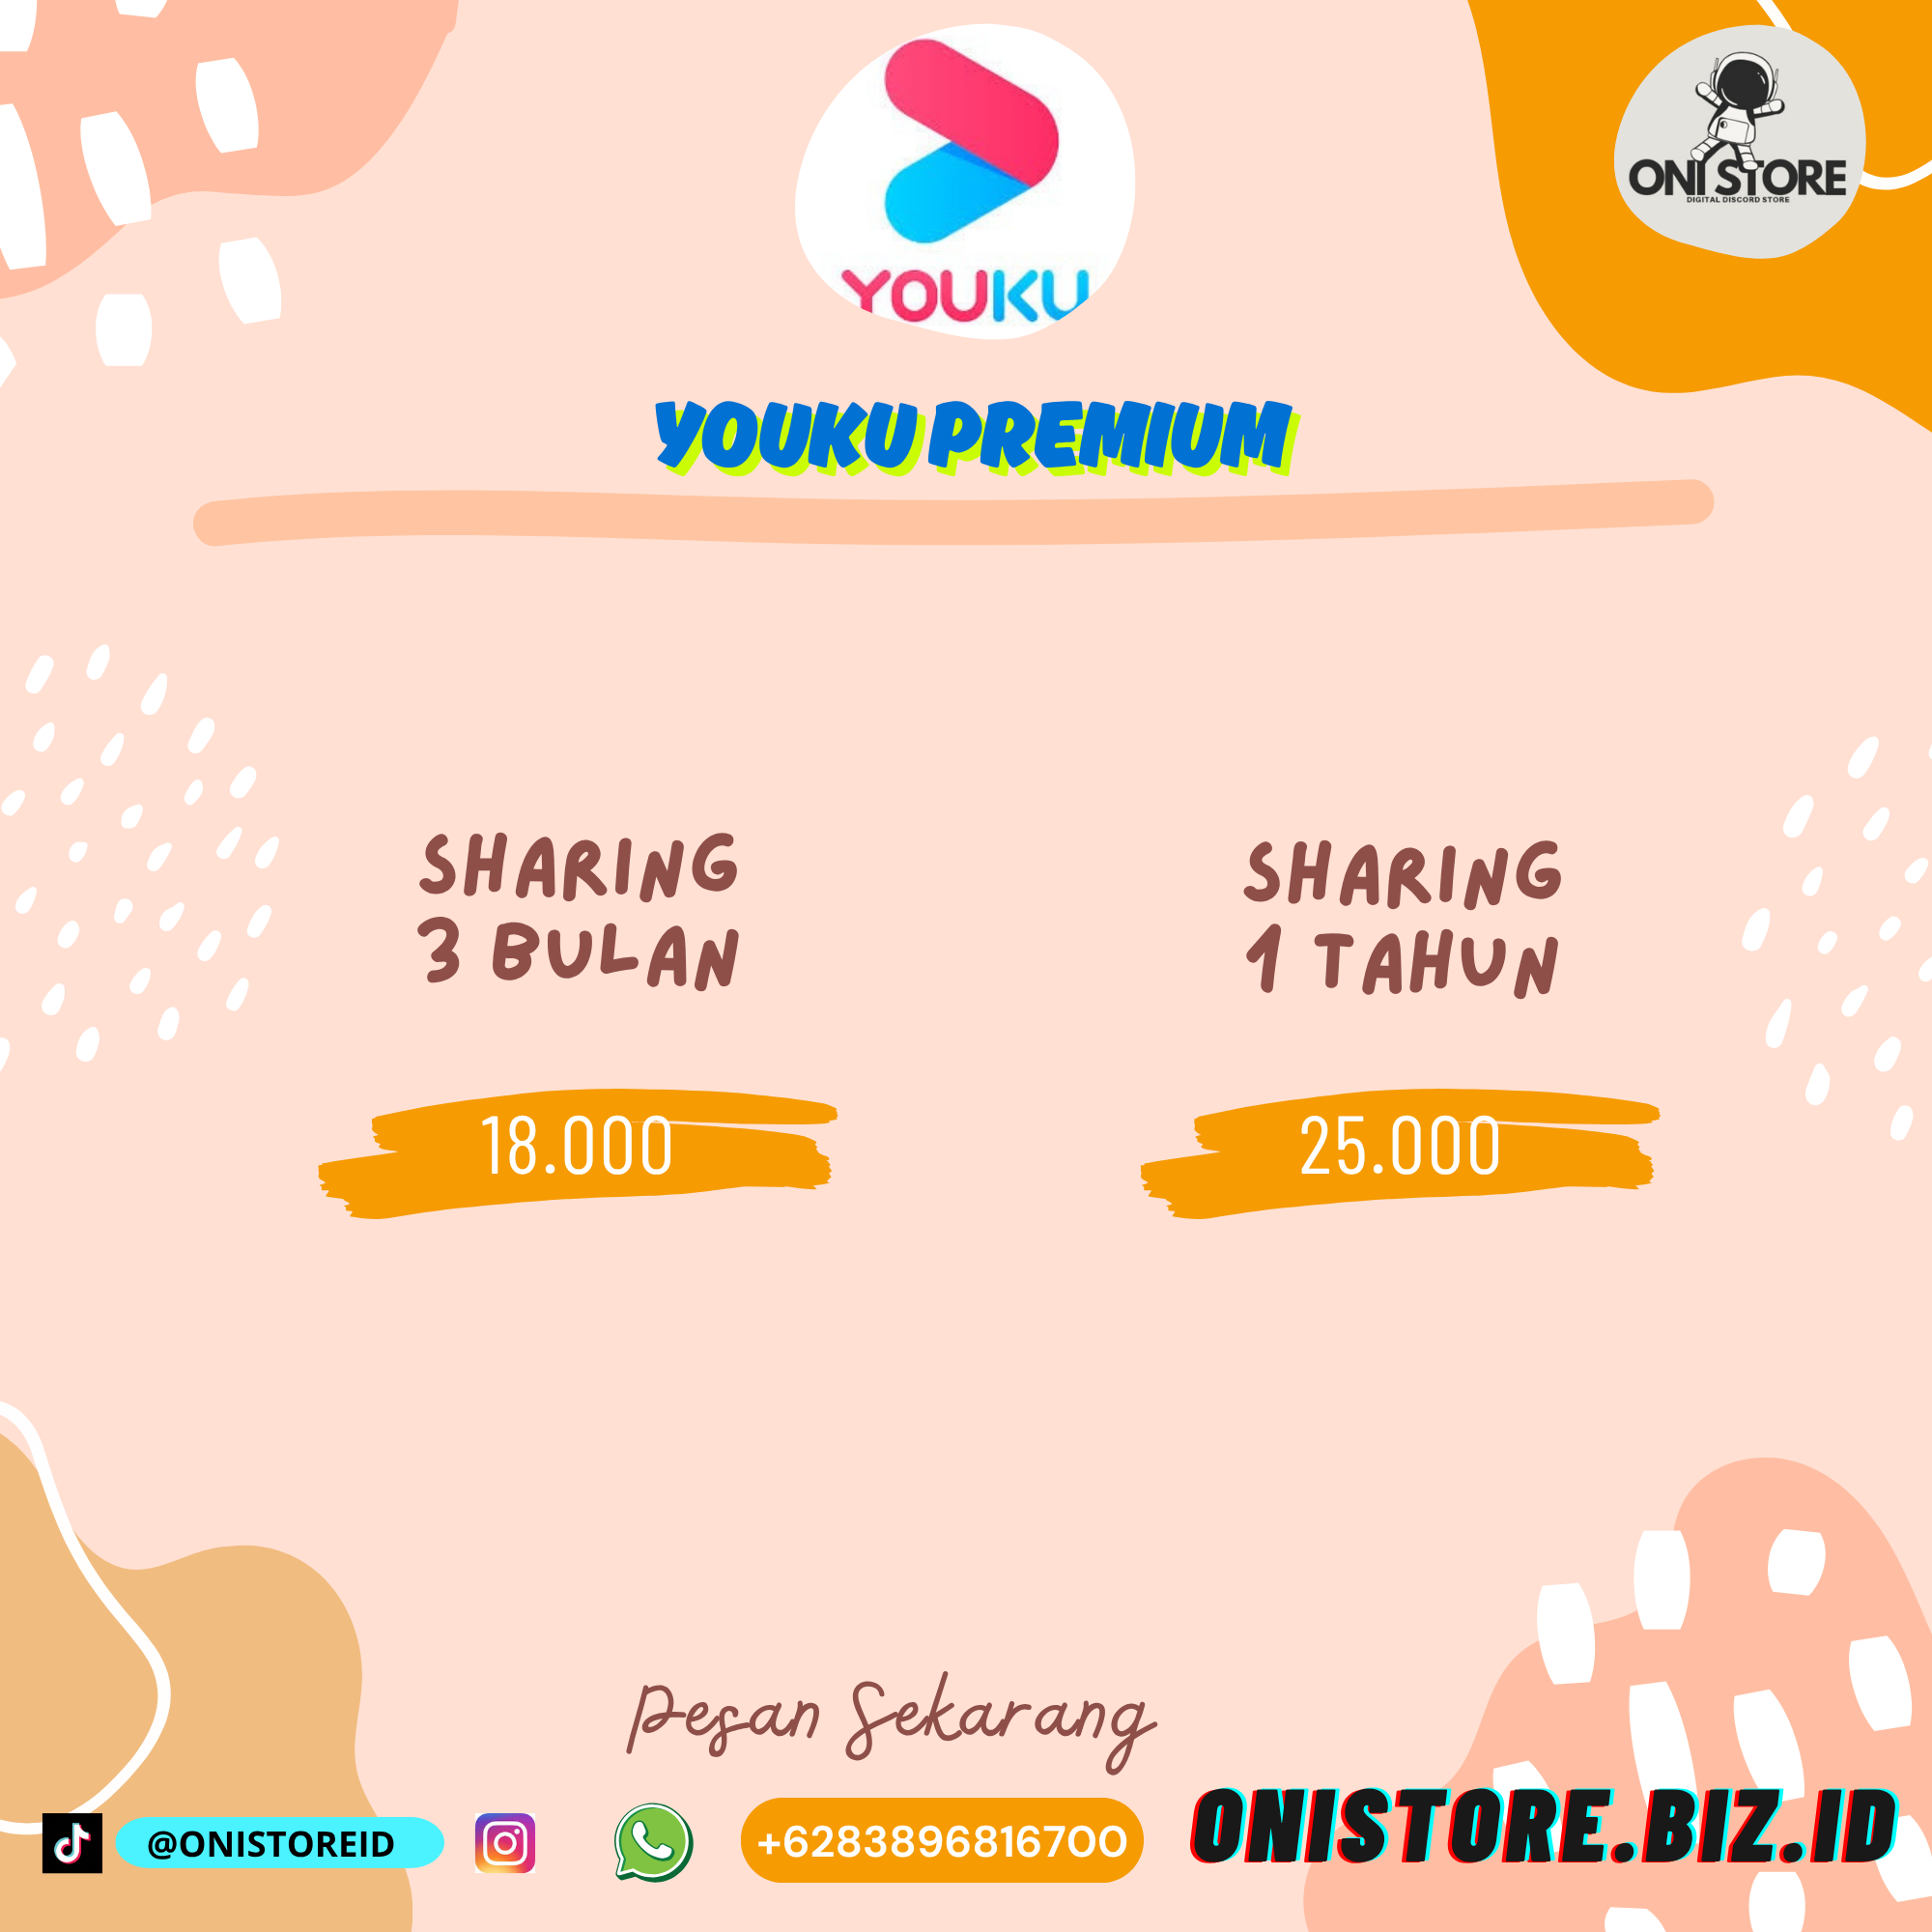 YOUKU
ONI STORE
DIGITAL DISCORD STORE
YOUKU PREMIUM
SHARING
3 BULAN
SHARING
1 TAHUN
18.000
25.000
Pesan Sekarang
@ONISTOREID
+6283896816700
ONISTORE.BIZ.ID